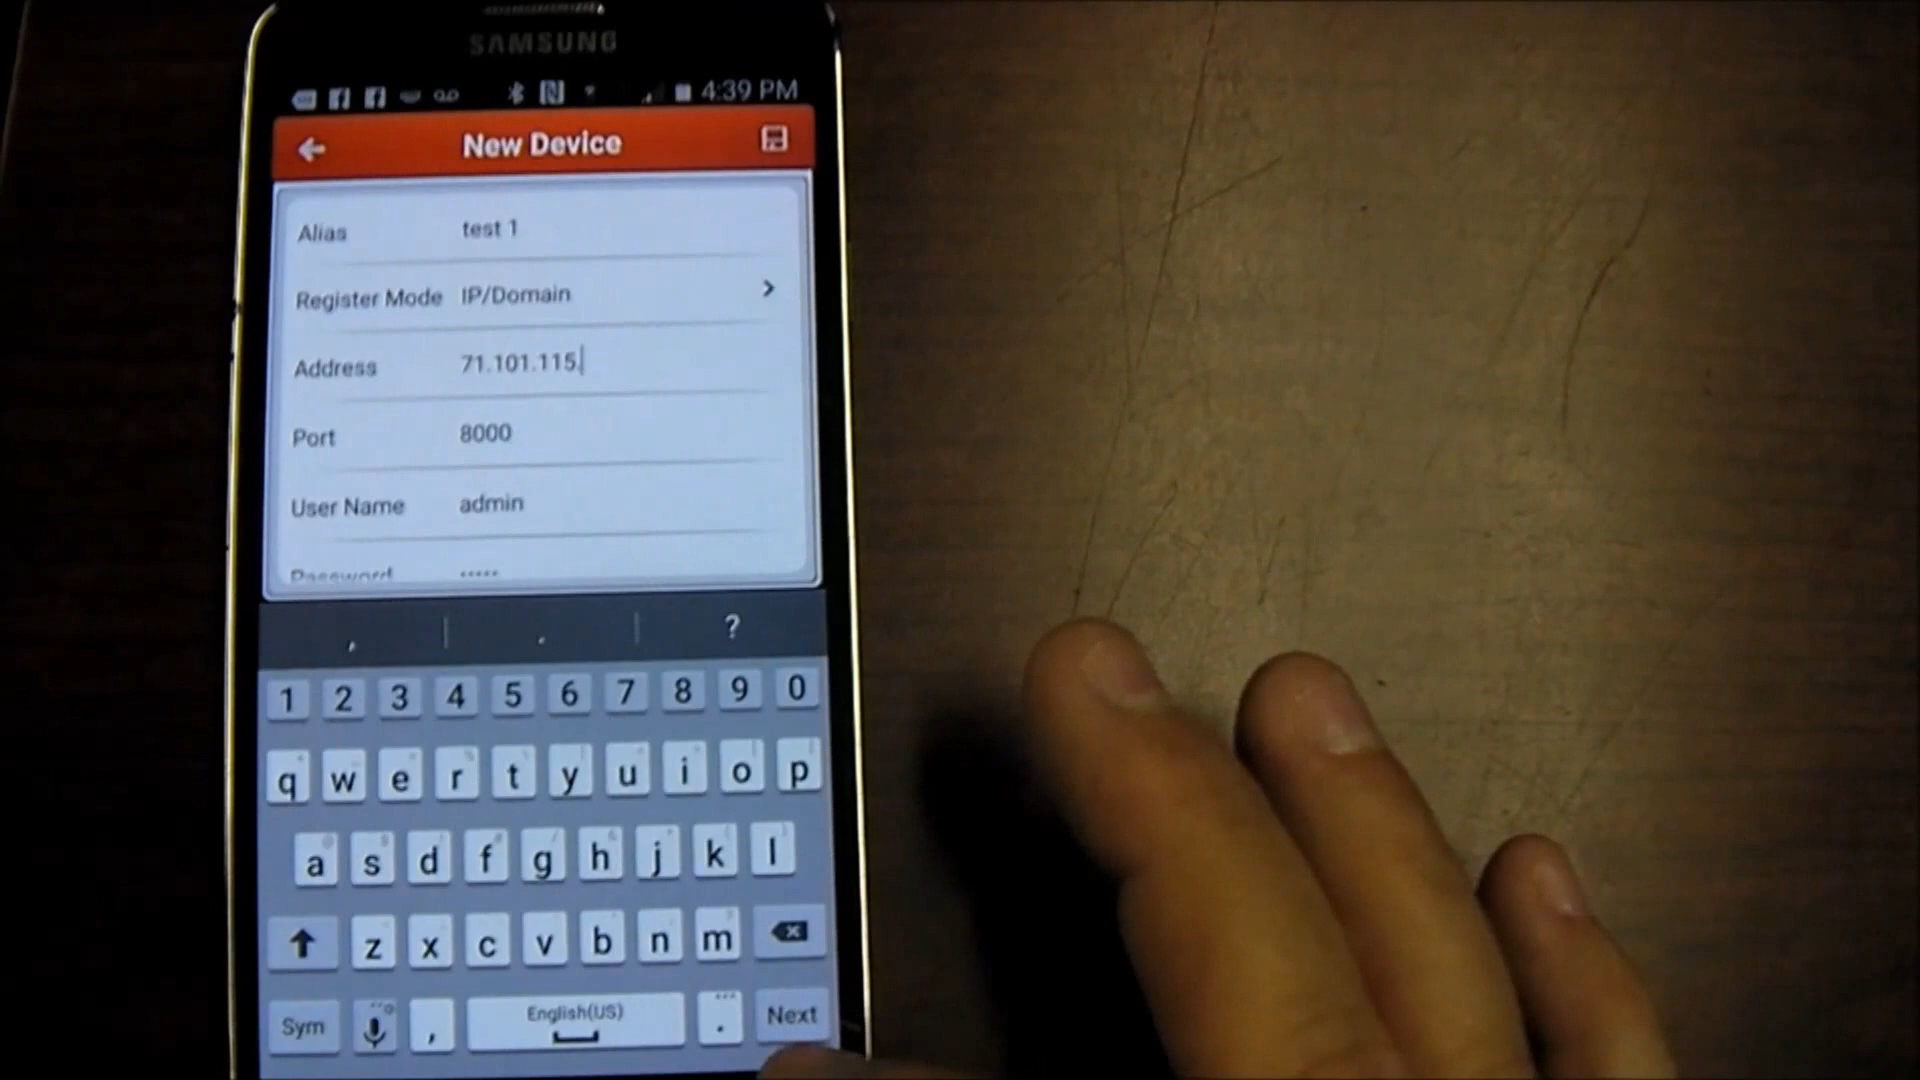 SAMSUNG
4:39 PM
New Device
Alias test 1
Register Mode IP/Domain
Address 71.101.115.
Port 8000
User Name admin
Password •••••
, . ?
1 2 3 4 5 6 7 8 9 0
q w e r t y u i o p
a s d f g h j k l
z x c v b n m
Sym , English(US) . Next